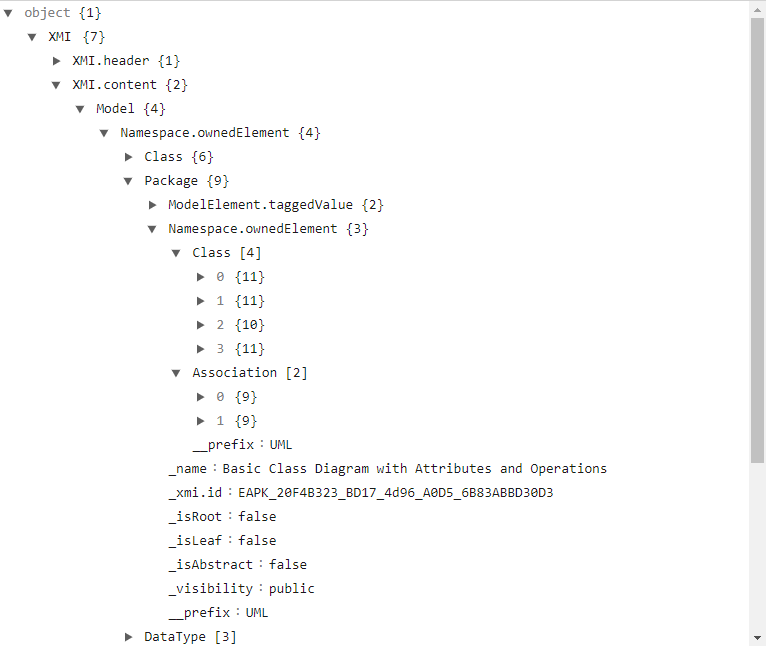 object {1}
XMI {7}
XMI.header {1}
XMI.content {2}
Model {4}
Namespace.ownedElement {4}
Class {6}
Package {9}
ModelElement.taggedValue {2}
Namespace.ownedElement {3}
Class [4]
0 {11}
1 {11}
2 {10}
3 {11}
Association [2]
0 {9}
1 {9}
__prefix : UML
_name : Basic Class Diagram with Attributes and Operations
_xmi.id : EAPK_20F4B323_BD17_4d96_A0D5_6B83ABBD30D3
_isRoot : false
_isLeaf : false
_isAbstract : false
_visibility : public
__prefix : UML
DataType [3]